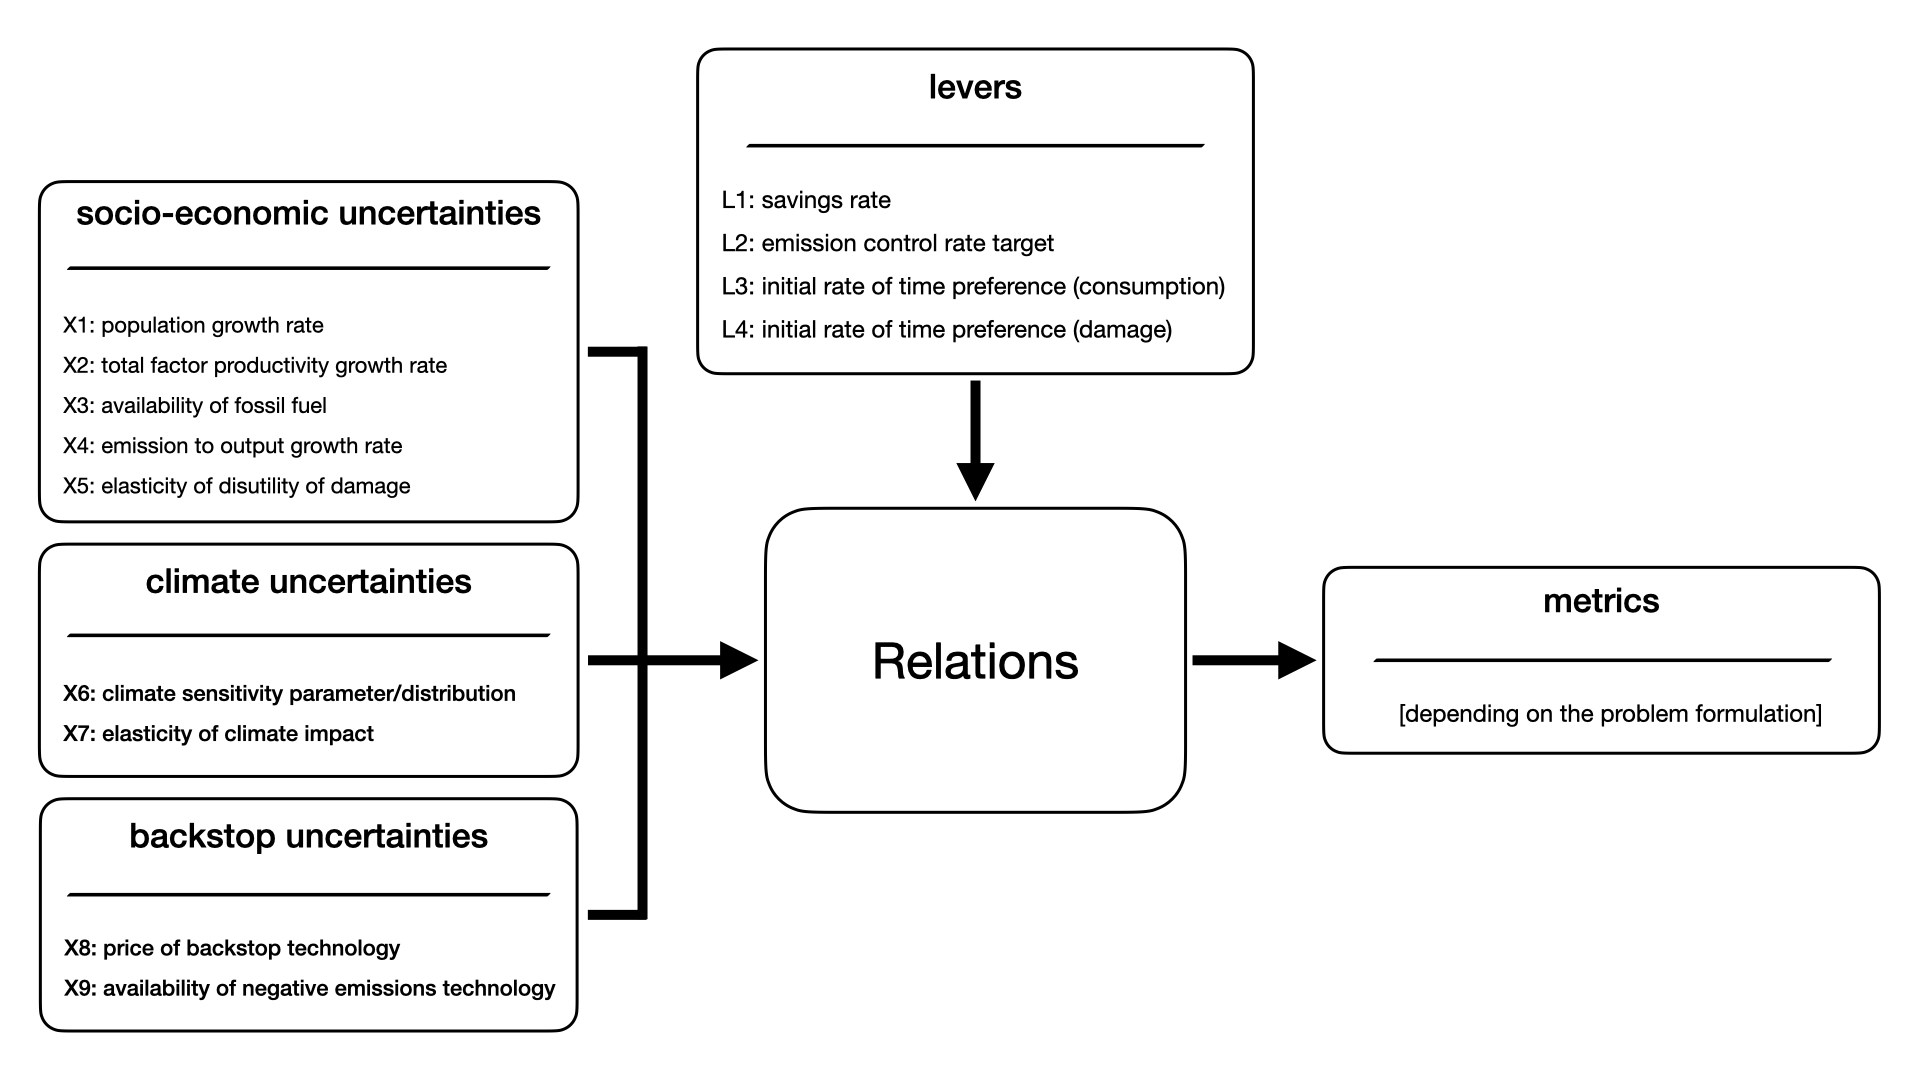 levers
L1: savings rate
L2: emission control rate target
L3: initial rate of time preference (consumption)
L4: initial rate of time preference (damage)
socio-economic uncertainties
X1: population growth rate
X2: total factor productivity growth rate
X3: availability of fossil fuel
X4: emission to output growth rate
X5: elasticity of disutility of damage
climate uncertainties
X6: climate sensitivity parameter/distribution
X7: elasticity of climate impact
backstop uncertainties
X8: price of backstop technology
X9: availability of negative emissions technology
Relations
metrics
[depending on the problem formulation]